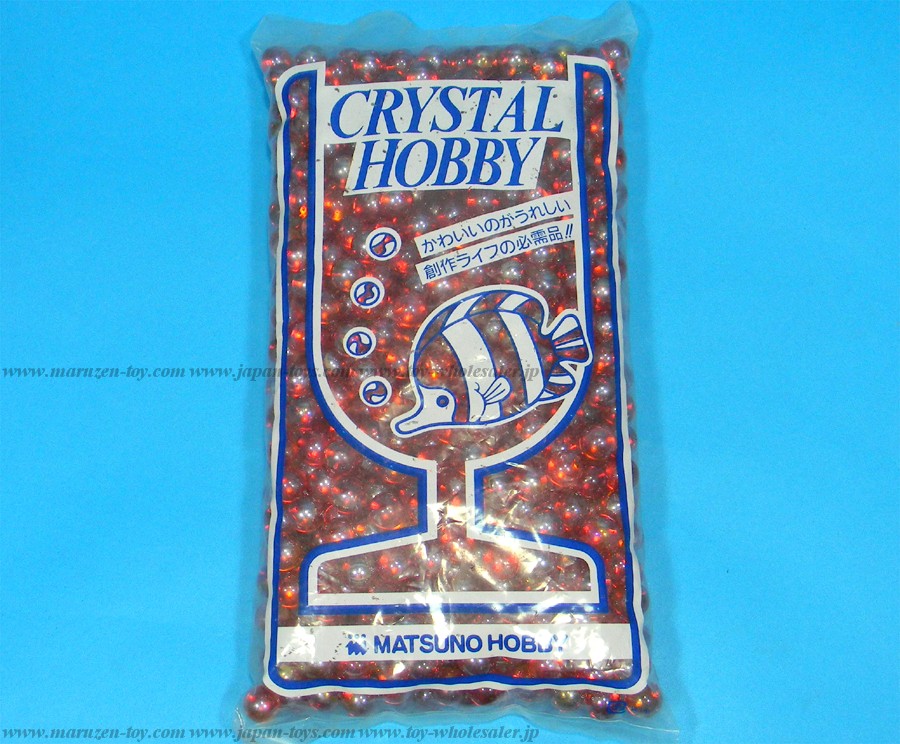 CRYSTAL
HOBBY
かわいいのがうれしい
創作ライフの必需品!!
www.maruzen-toy.com www.japan-toys.com www.toy-wholesaler.jp
MATSUNO HOBBY
www.maruzen-toy.com www.japan-toys.com www.toy-wholesaler.jp